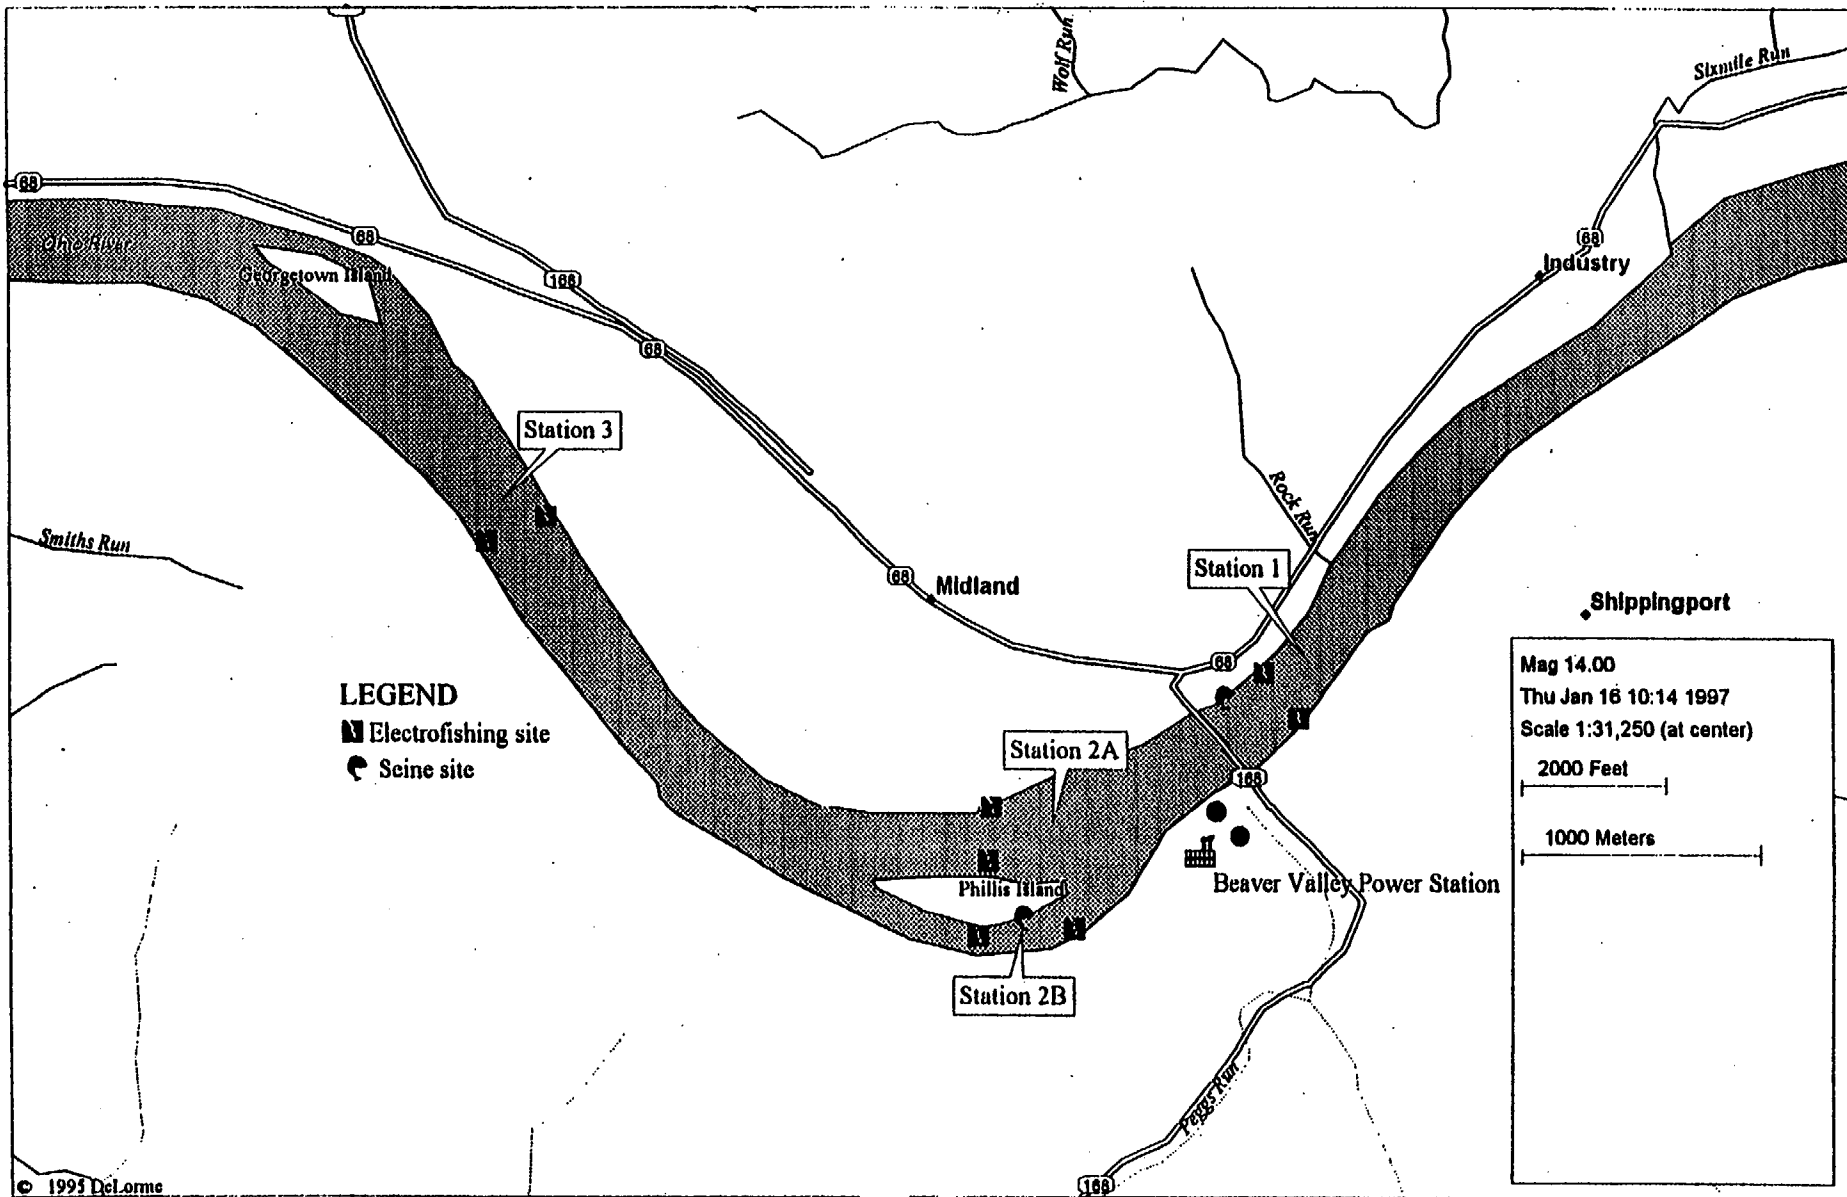 Wolf Run
Sixmile Run
68
Ohio River
68
Georgetown Island
168
68
Industry
68
Station 3
Rock Run
Smiths Run
Station 1
68
Midland
Shippingport
68
LEGEND
Electrofishing site
Seine site
Station 2A
168
Phillis Island
Beaver Valley Power Station
Station 2B
Peggs Run
168
Mag 14.00
Thu Jan 16 10:14 1997
Scale 1:31,250 (at center)
2000 Feet
1000 Meters
© 1995 DeLorme